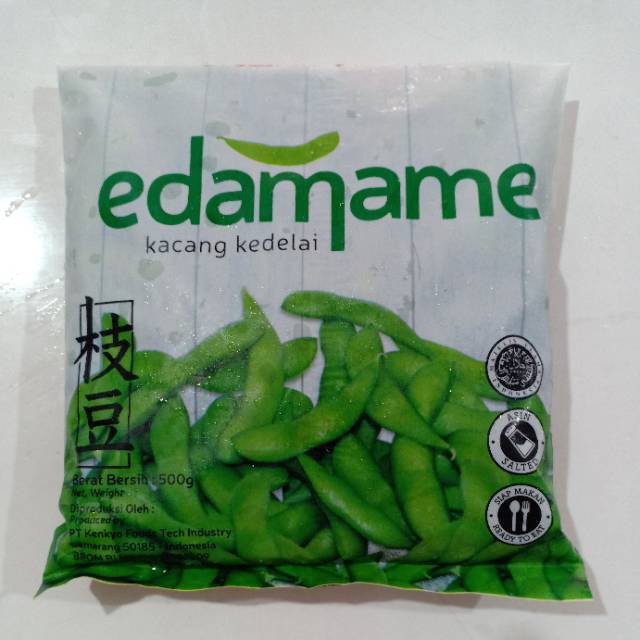 edamame
kacang kedelai
枝豆
Berat Bersih : 500g
Net. Weight
Diproduksi Oleh :
Produced by
PT Kenkyo Foods Tech Industry
Semarang 50185 - Indonesia
ASIN
SALTED
SIAP MAKAN
READY TO EAT